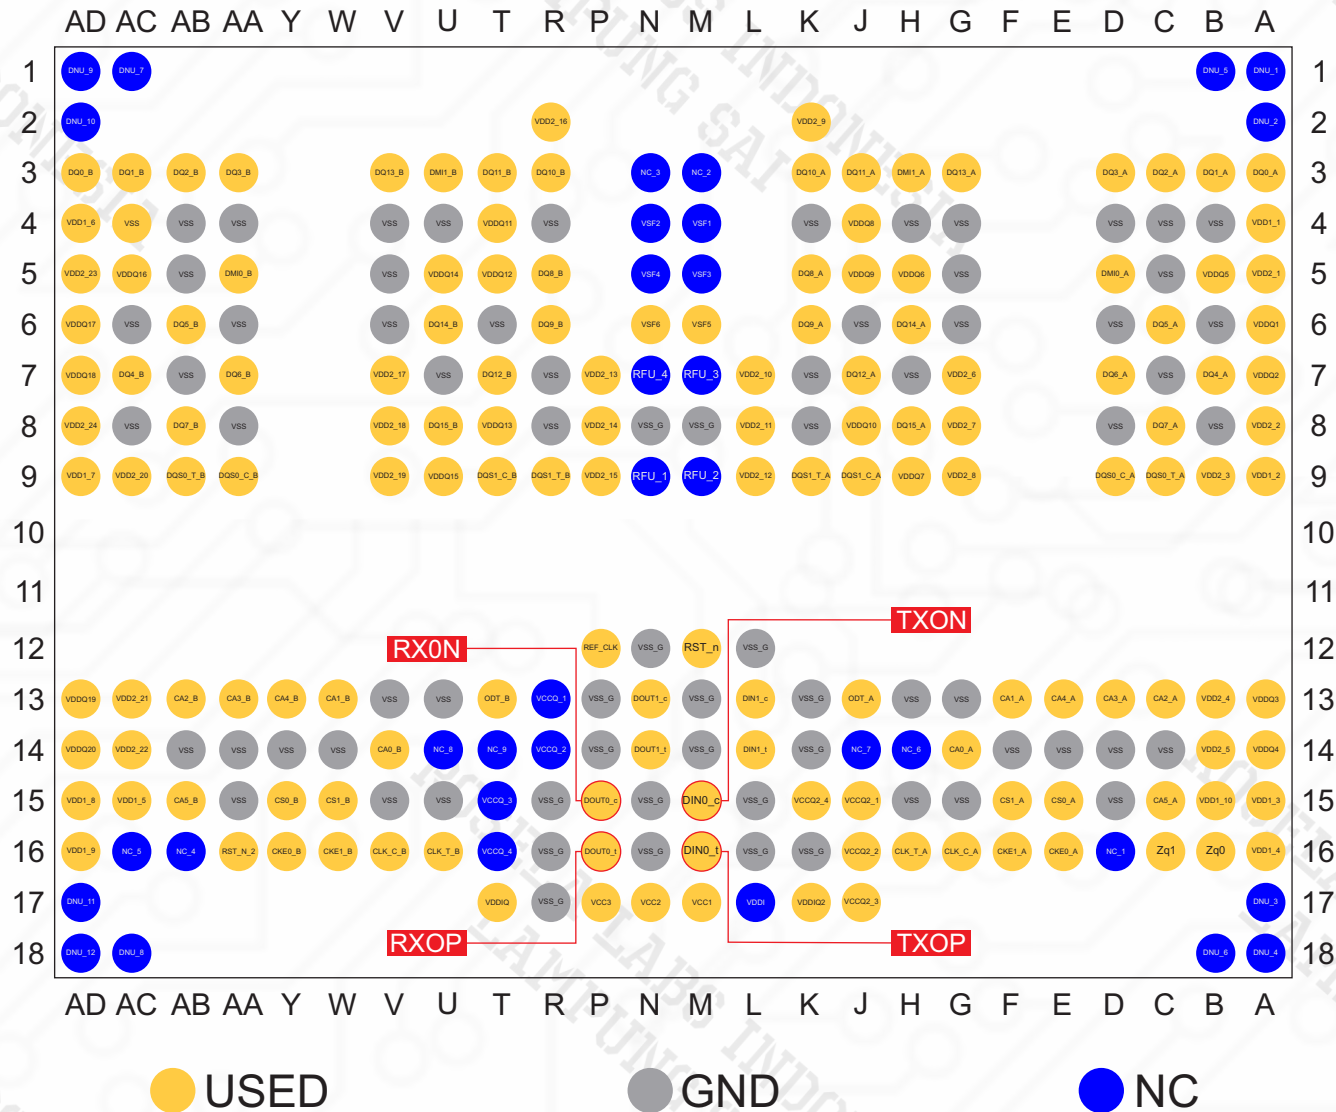 AD AC AB AA Y W V U T R P N M L K J H G F E D C B A
1 DNU_9 DNU_7 DNU_5 DNU_1 1
2 DNU_10 VDD2_16 VDD2_9 DNU_2 2
3 DQ0_B DQ1_B DQ2_B DQ3_B DQ13_B DMI1_B DQ11_B DQ10_B NC_3 NC_2 DQ10_A DQ11_A DMI1_A DQ13_A DQ3_A DQ2_A DQ1_A DQ0_A 3
4 VDD1_6 VSS VSS VSS VSS VSS VDDQ11 VSS VSF2 VSF1 VSS VDDQ8 VSS VSS VSS VSS VSS VDD1_1 4
5 VDD2_23 VDDQ16 VSS DMI0_B VSS VDDQ14 VDDQ12 DQ8_B VSF4 VSF3 DQ8_A VDDQ9 VDDQ6 VSS DMI0_A VSS VDDQ5 VDD2_1 5
6 VDDQ17 VSS DQ5_B VSS VSS DQ14_B VSS DQ9_B VSF6 VSF5 DQ9_A VSS DQ14_A VSS VSS DQ5_A VSS VDDQ1 6
7 VDDQ18 DQ4_B VSS DQ6_B VDD2_17 VSS DQ12_B VSS VDD2_13 RFU_4 RFU_3 VDD2_10 VSS DQ12_A VSS VDD2_6 DQ6_A VSS DQ4_A VDDQ2 7
8 VDD2_24 VSS DQ7_B VSS VDD2_18 DQ15_B VDDQ13 VSS VDD2_14 VSS_G VSS_G VDD2_11 VSS VDDQ10 DQ15_A VDD2_7 VSS DQ7_A VSS VDD2_2 8
9 VDD1_7 VDD2_20 DQS0_T_B DQS0_C_B VDD2_19 VDDQ15 DQS1_C_B DQS1_T_B VDD2_15 RFU_1 RFU_2 VDD2_12 DQS1_T_A DQS1_C_A VDDQ7 VDD2_8 DQS0_C_A DQS0_T_A VDD2_3 VDD1_2 9
10 10
11 11
TXON
12 RX0N REF_CLK VSS_G RST_n VSS_G 12
13 VDDQ19 VDD2_21 CA2_B CA3_B CA4_B CA1_B VSS VSS ODT_B VCCQ_1 VSS_G DOUT1_c VSS_G DIN1_c VSS_G ODT_A VSS VSS CA1_A CA4_A CA3_A CA2_A VDD2_4 VDDQ3 13
14 VDDQ20 VDD2_22 VSS VSS VSS VSS CA0_B NC_8 NC_9 VCCQ_2 VSS_G DOUT1_t VSS_G DIN1_t VSS_G NC_7 NC_6 CA0_A VSS VSS VSS VSS VDD2_5 VDDQ4 14
15 VDD1_8 VDD1_5 CA5_B VSS CS0_B CS1_B VSS VSS VCCQ_3 VSS_G DOUT0_c VSS_G DIN0_c VSS_G VCCQ2_4 VCCQ2_1 VSS VSS CS1_A CS0_A VSS CA5_A VDD1_10 VDD1_3 15
16 VDD1_9 NC_5 NC_4 RST_N_2 CKE0_B CKE1_B CLK_C_B CLK_T_B VCCQ_4 VSS_G DOUT0_t VSS_G DIN0_t VSS_G VSS_G VCCQ2_2 CLK_T_A CLK_C_A CKE1_A CKE0_A NC_1 Zq1 Zq0 VDD1_4 16
17 DNU_11 VDDIQ VSS_G VCC3 VCC2 VCC1 VDDI VDDIQ2 VCCQ2_3 DNU_3 17
RXOP TXOP
18 DNU_12 DNU_8 DNU_6 DNU_4 18
AD AC AB AA Y W V U T R P N M L K J H G F E D C B A
USED GND NC